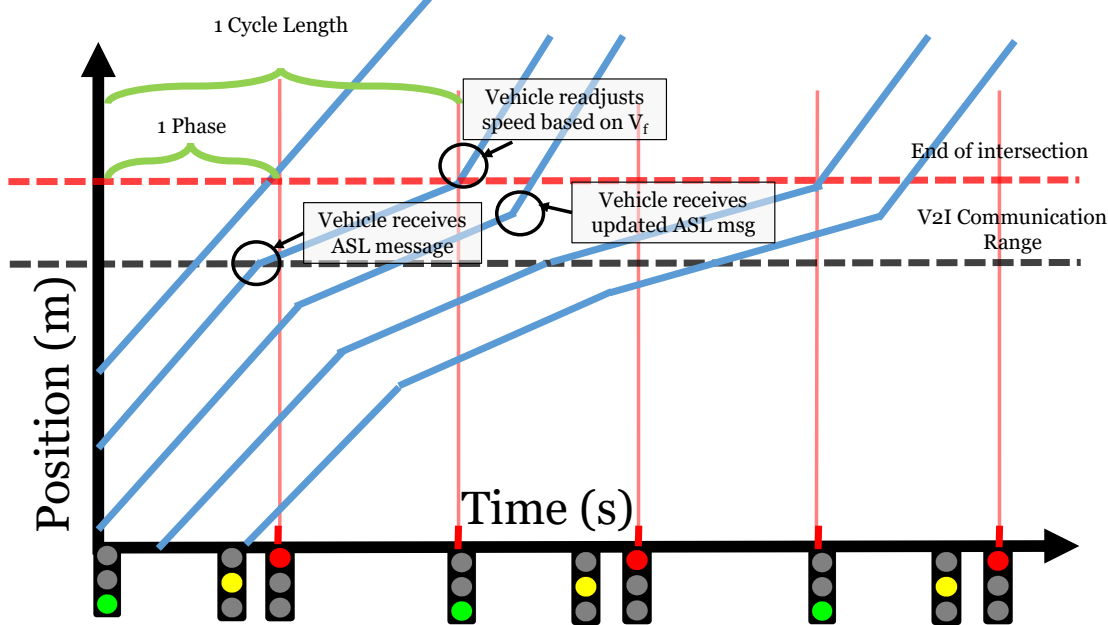 1 Cycle Length
Vehicle readjusts
speed based on Vf
1 Phase
End of intersection
Vehicle receives
updated ASL msg
Vehicle receives
ASL message
V2I Communication
Range
Position (m)
Time (s)